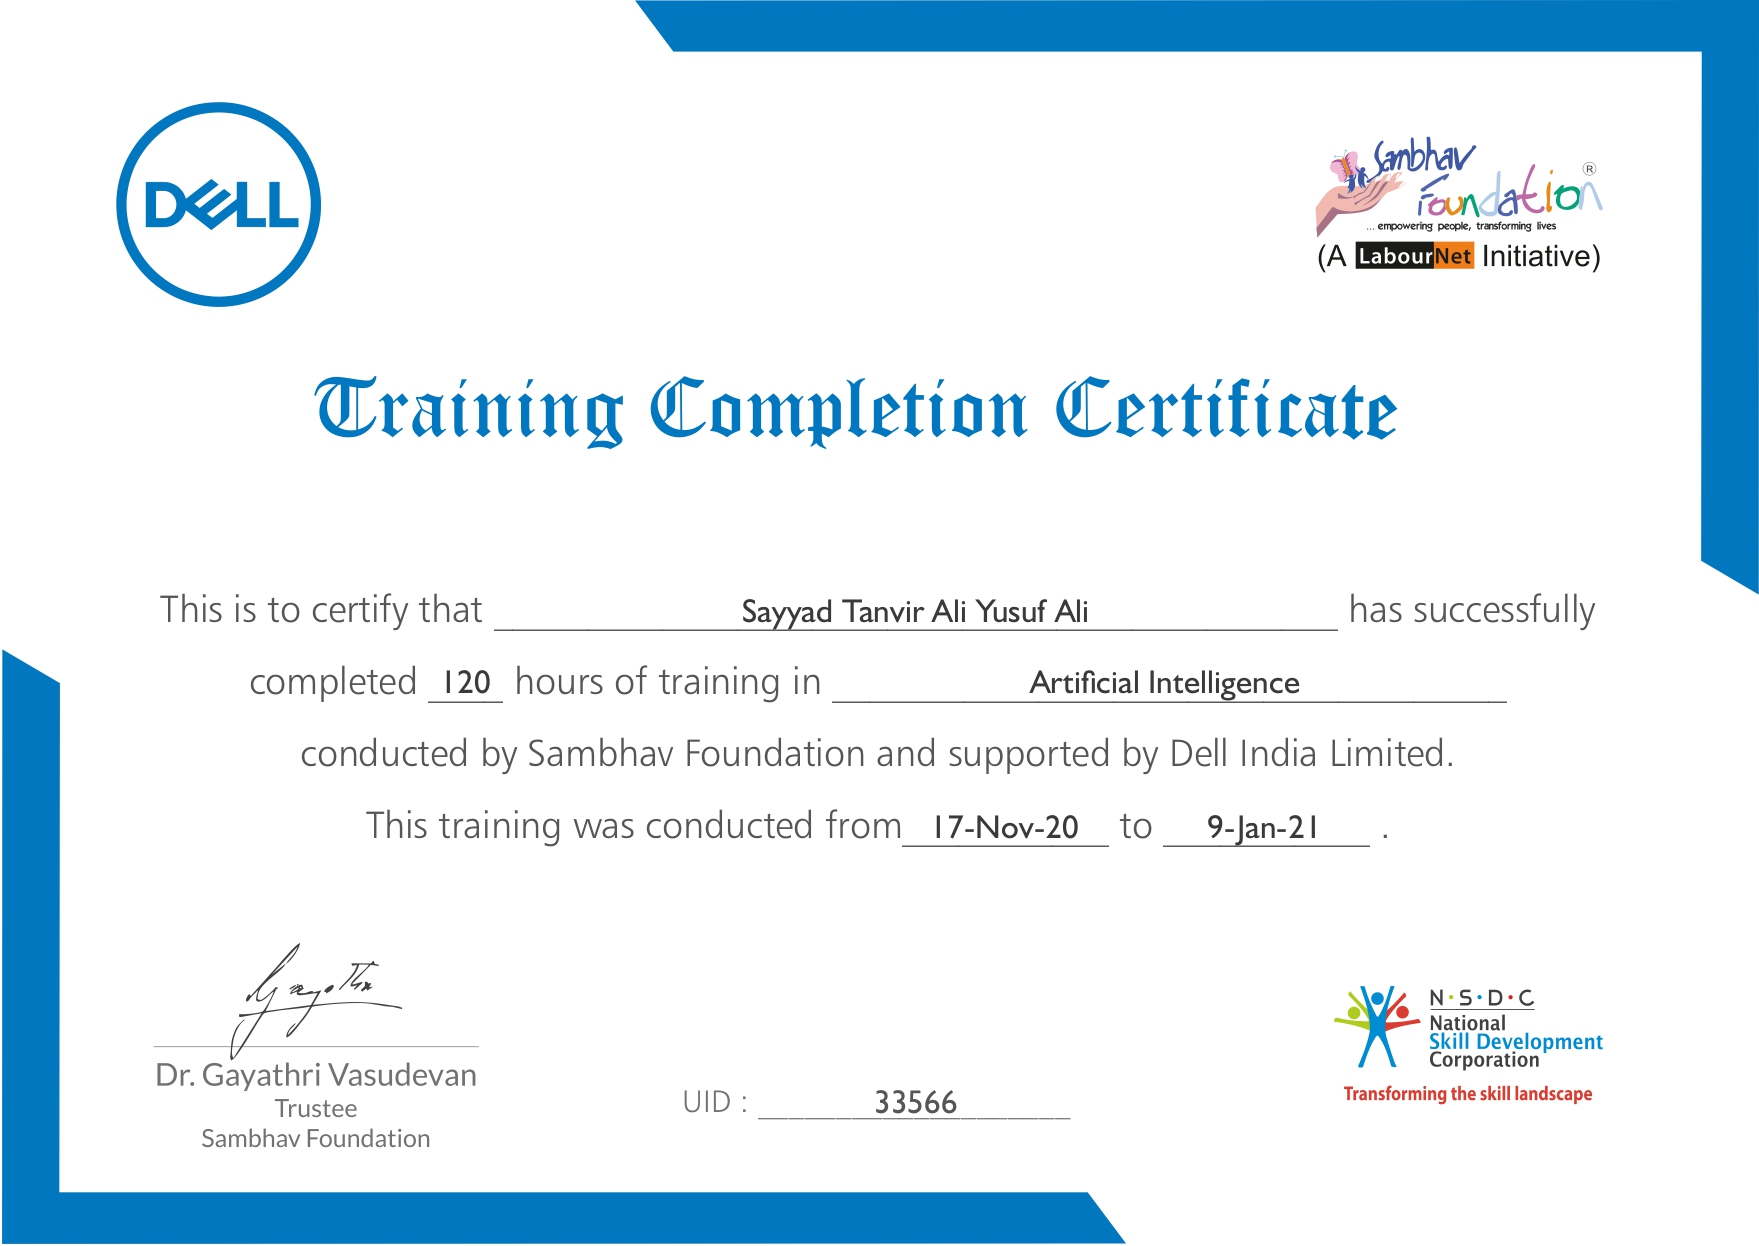 DELL
Sambhav
Foundation®
... empowering people, transforming lives
(A LabourNet Initiative)
Training Completion Certificate
This is to certify that Sayyad Tanvir Ali Yusuf Ali has successfully
completed 120 hours of training in Artificial Intelligence
conducted by Sambhav Foundation and supported by Dell India Limited.
This training was conducted from 17-Nov-20 to 9-Jan-21 .
Gayathri
Dr. Gayathri Vasudevan
Trustee
Sambhav Foundation
UID : 33566
N·S·D·C
National
Skill Development
Corporation
Transforming the skill landscape